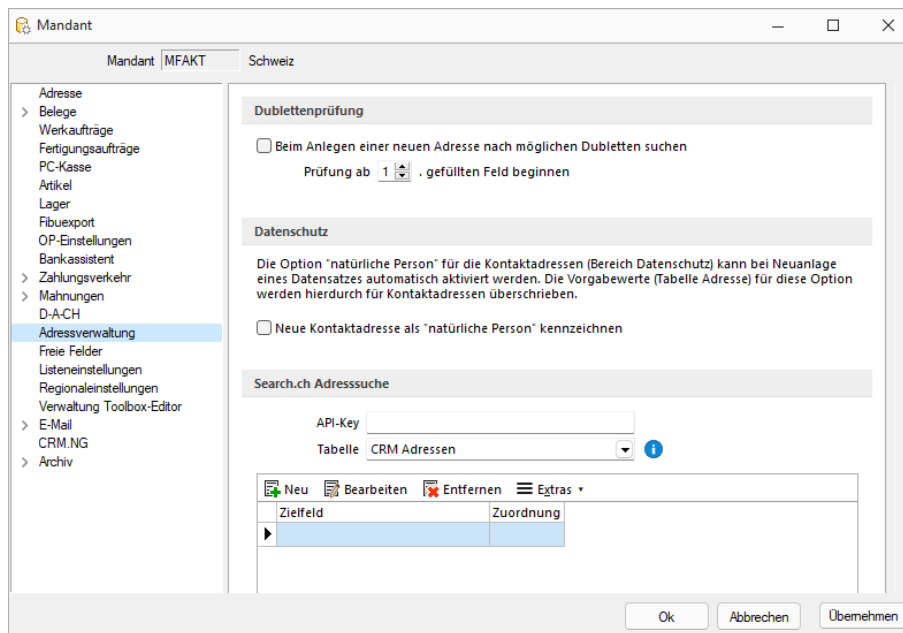 Mandant
Mandant MFAKT Schweiz
Adresse
Belege
Werkaufträge
Fertigungsaufträge
PC-Kasse
Artikel
Lager
Fibuexport
OP-Einstellungen
Bankassistent
Zahlungsverkehr
Mahnungen
D-A-CH
Adressverwaltung
Freie Felder
Listeneinstellungen
Regionaleinstellungen
Verwaltung Toolbox-Editor
E-Mail
CRM.NG
Archiv
Dublettenprüfung
Beim Anlegen einer neuen Adresse nach möglichen Dubletten suchen
Prüfung ab 1 . gefüllten Feld beginnen
Datenschutz
Die Option "natürliche Person" für die Kontaktadressen (Bereich Datenschutz) kann bei Neuanlage
eines Datensatzes automatisch aktiviert werden. Die Vorgabewerte (Tabelle Adresse) für diese Option
werden hierdurch für Kontaktadressen überschrieben.
Neue Kontaktadresse als "natürliche Person" kennzeichnen
Search.ch Adresssuche
API-Key
Tabelle CRM Adressen
Neu Bearbeiten Entfernen Extras
Zielfeld Zuordnung
Ok Abbrechen Übernehmen